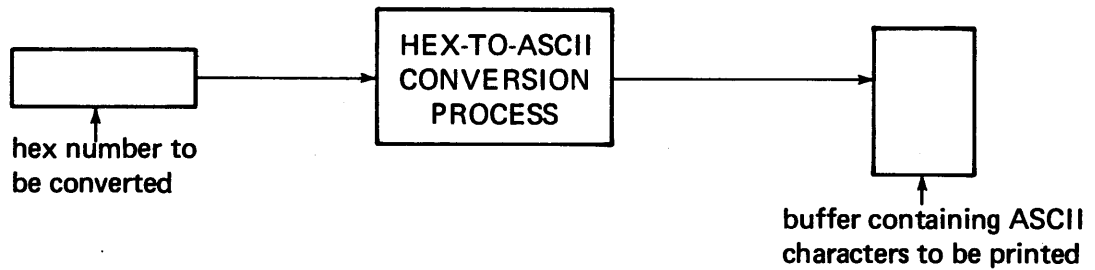 HEX-TO-ASCII
CONVERSION
PROCESS
hex number to
be converted
buffer containing ASCII
characters to be printed